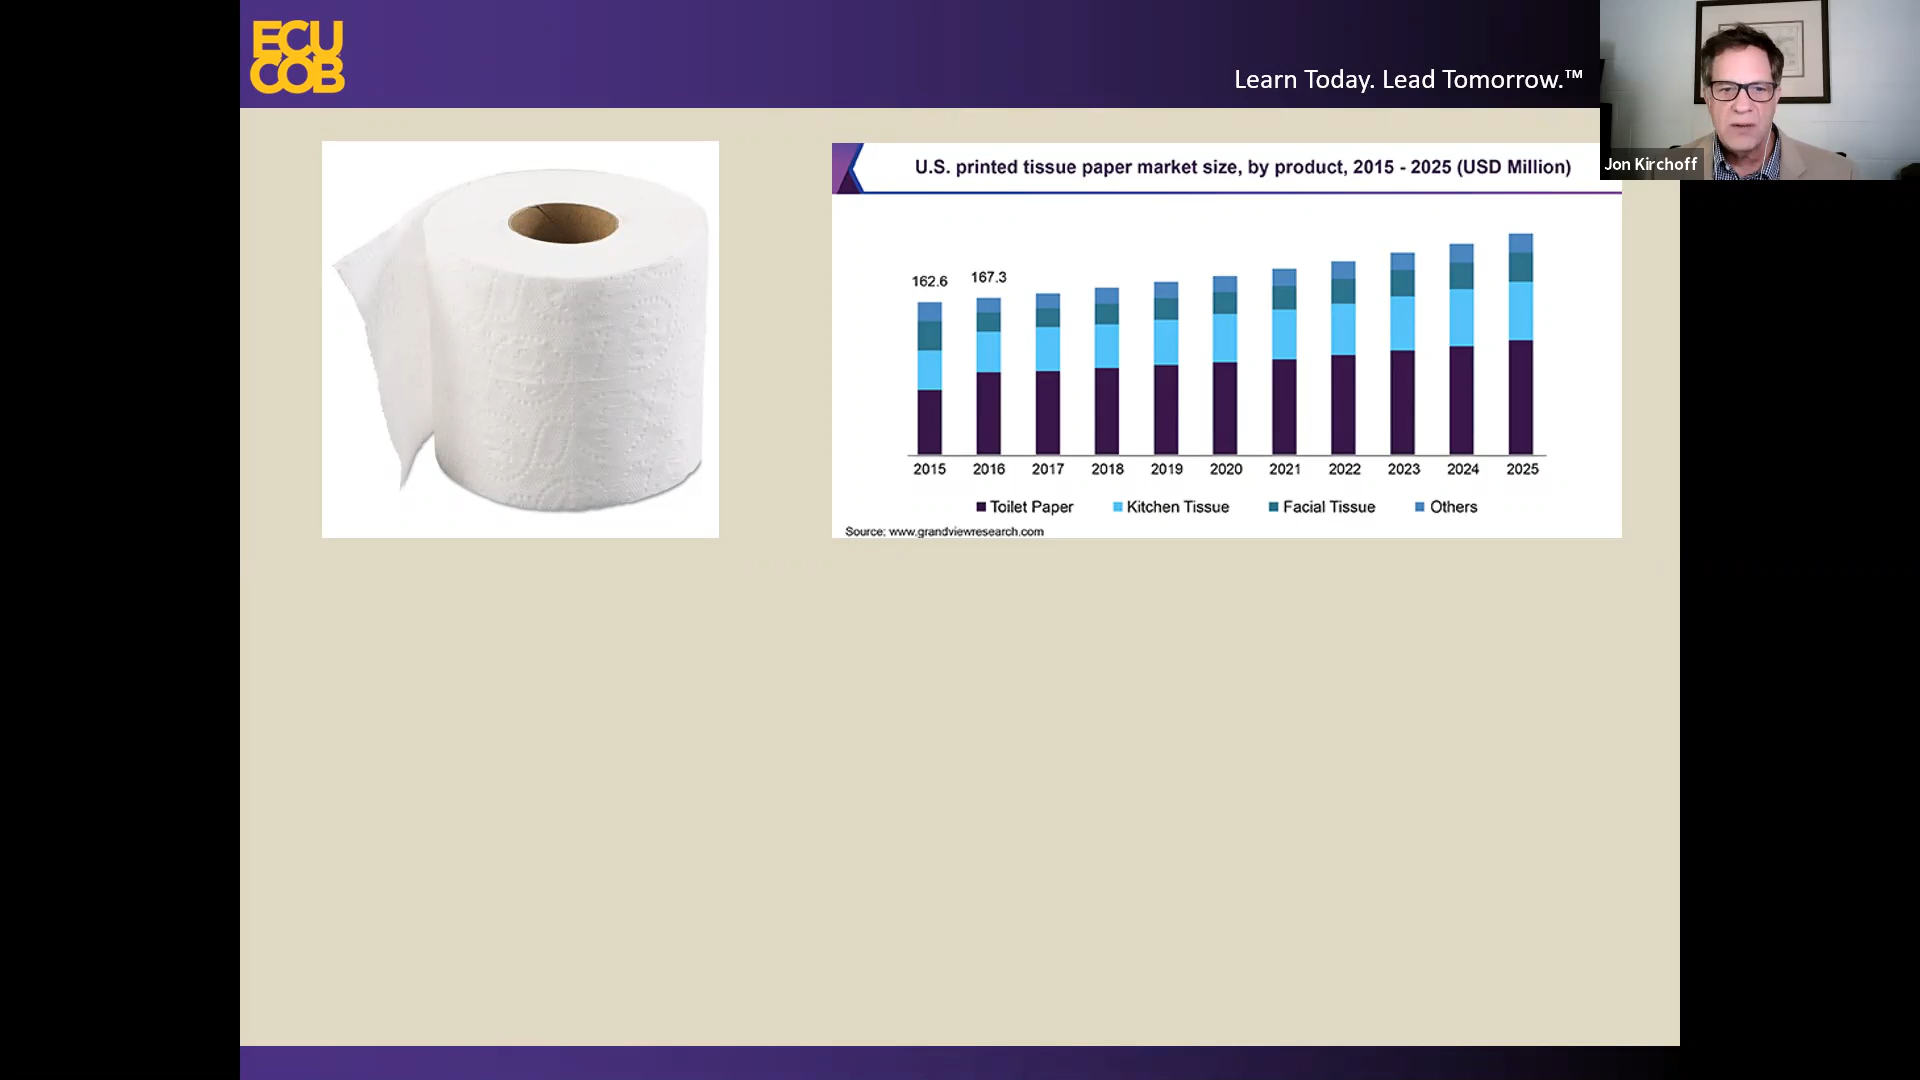 ECU
COB
Learn Today. Lead Tomorrow.™
Jon Kirchoff
U.S. printed tissue paper market size, by product, 2015 - 2025 (USD Million)
162.6
167.3
2015 2016 2017 2018 2019 2020 2021 2022 2023 2024 2025
Toilet Paper Kitchen Tissue Facial Tissue Others
Source: www.grandviewresearch.com